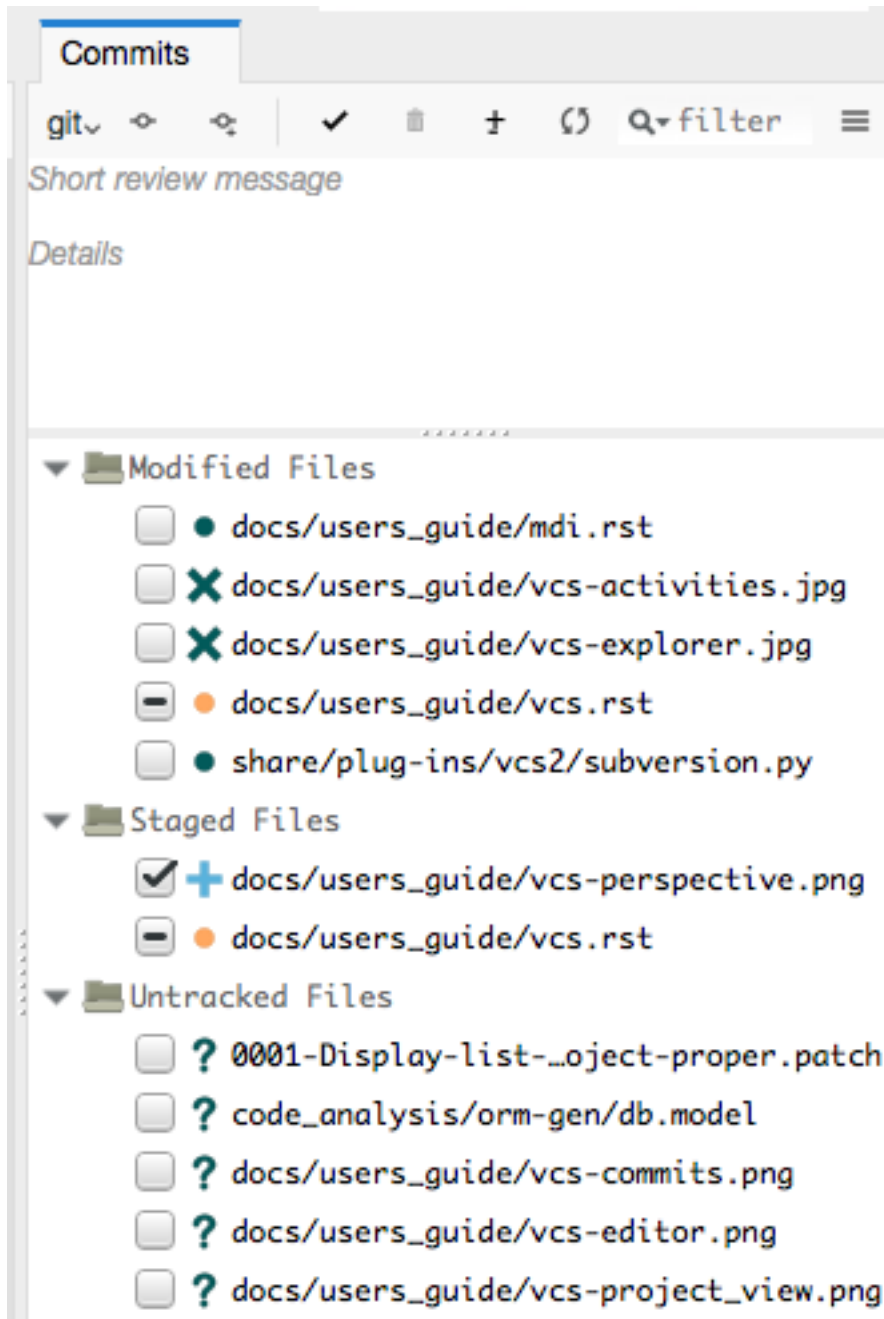 Commits
git filter
Short review message
Details
Modified Files
docs/users_guide/mdi.rst
docs/users_guide/vcs-activities.jpg
docs/users_guide/vcs-explorer.jpg
docs/users_guide/vcs.rst
share/plug-ins/vcs2/subversion.py
Staged Files
docs/users_guide/vcs-perspective.png
docs/users_guide/vcs.rst
Untracked Files
? 0001-Display-list-…oject-proper.patch
? code_analysis/orm-gen/db.model
? docs/users_guide/vcs-commits.png
? docs/users_guide/vcs-editor.png
? docs/users_guide/vcs-project_view.png